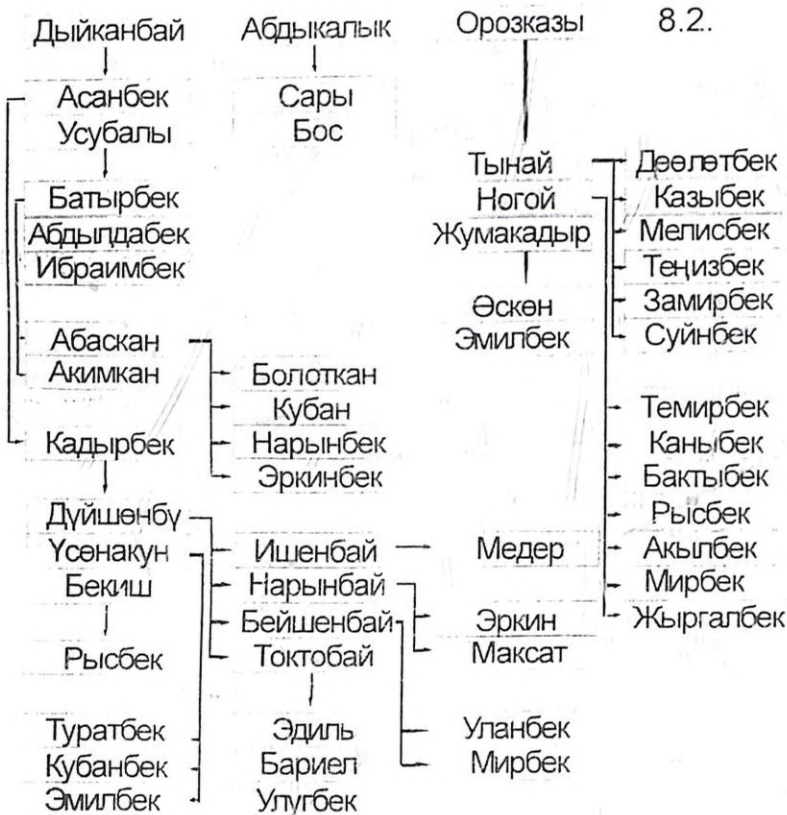 Дыйканбай Абдыкалык Орозказы 8.2..
Асанбек Сары
Усубалы Бос
Тынай Дөөлөтбек
Батырбек Ногой Казыбек
Абдылдабек Жумакадыр Мелисбек
Ибраимбек Теңизбек
Өскөн Замирбек
Абаскан Эмилбек Суйнбек
Акимкан Болоткан
Кубан Темирбек
Кадырбек Нарынбек Каныбек
Эркинбек Бактыбек
Дүйшөнбү Рысбек
Үсөнакун Ишенбай Медер Акылбек
Бекиш Нарынбай Мирбек
Бейшенбай Эркин Жыргалбек
Рысбек Токтобай Максат
Туратбек Эдиль Уланбек
Кубанбек Бариел Мирбек
Эмилбек Улугбек